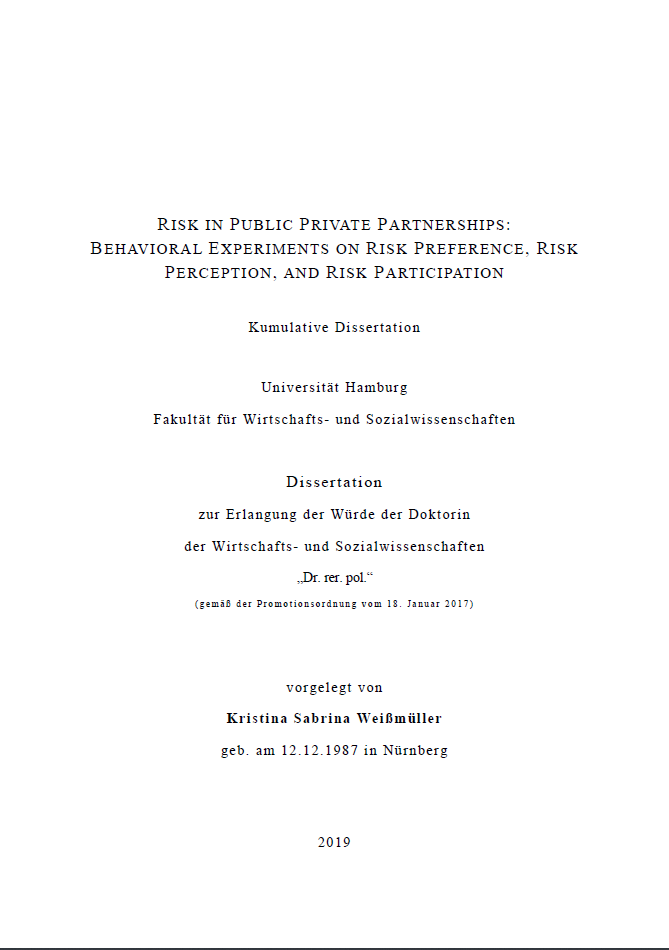 RISK IN PUBLIC PRIVATE PARTNERSHIPS:
BEHAVIORAL EXPERIMENTS ON RISK PREFERENCE, RISK
PERCEPTION, AND RISK PARTICIPATION
Kumulative Dissertation
Universität Hamburg
Fakultät für Wirtschafts- und Sozialwissenschaften
Dissertation
zur Erlangung der Würde der Doktorin
der Wirtschafts- und Sozialwissenschaften
„Dr. rer. pol.“
(gemäß der Promotionsordnung vom 18. Januar 2017)
vorgelegt von
Kristina Sabrina Weißmüller
geb. am 12.12.1987 in Nürnberg
2019